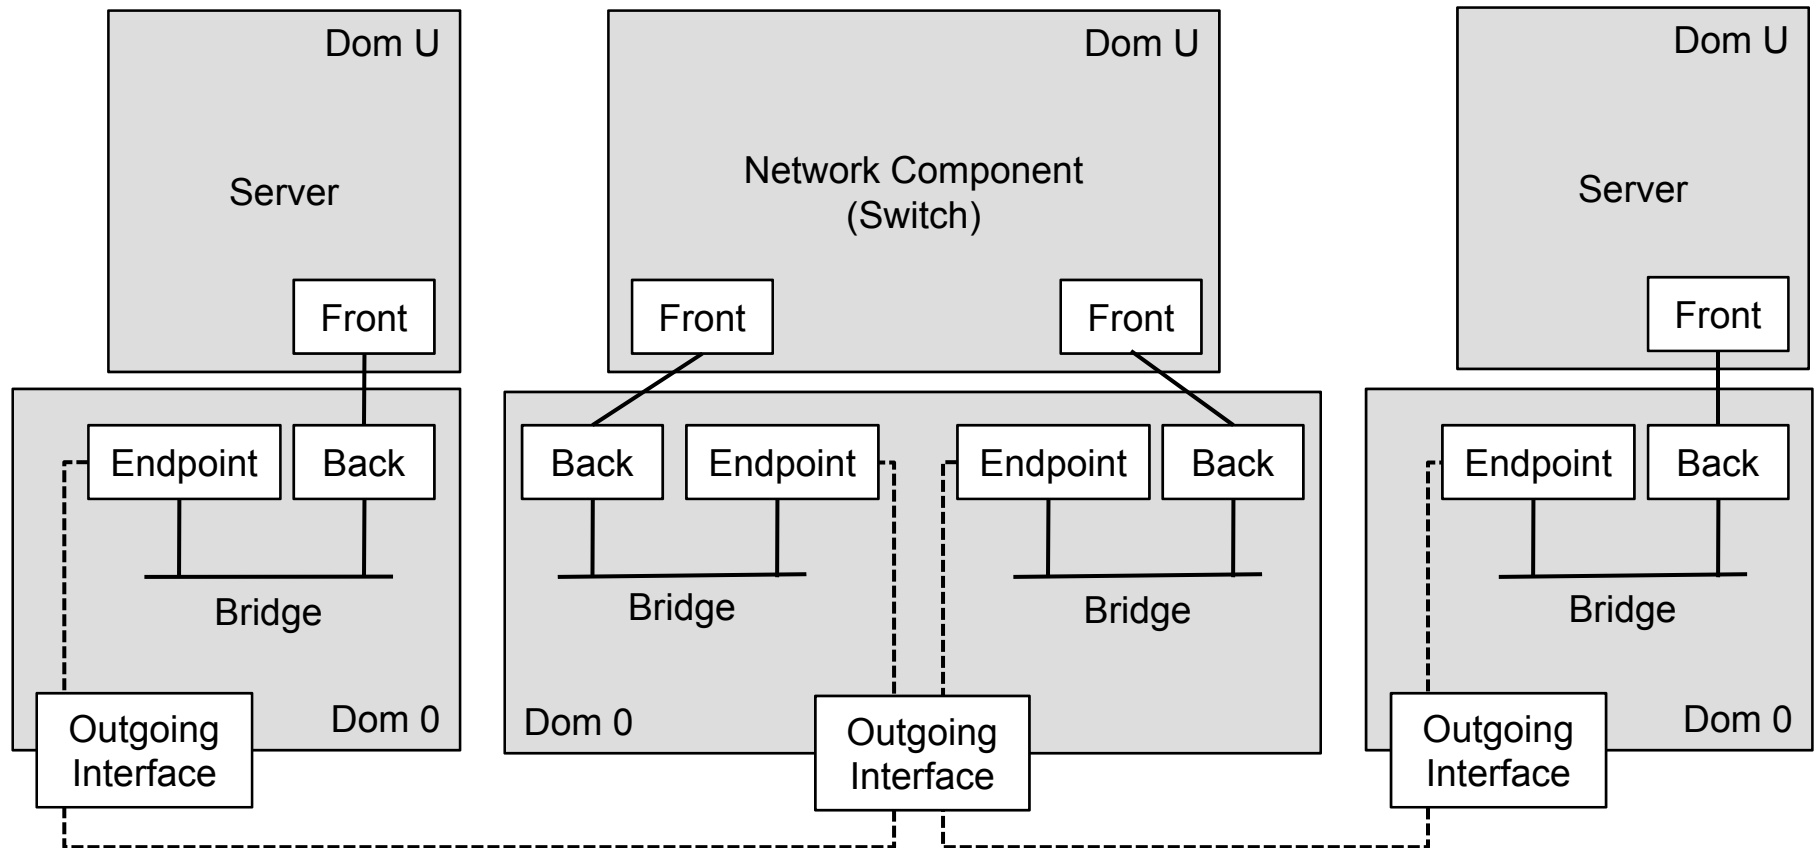 Dom U
Dom U
Dom U
Server
Network Component
(Switch)
Server
Front
Front
Front
Front
Endpoint
Back
Back
Endpoint
Endpoint
Back
Endpoint
Back
Bridge
Bridge
Bridge
Bridge
Outgoing
Interface
Dom 0
Dom 0
Outgoing
Interface
Outgoing
Interface
Dom 0